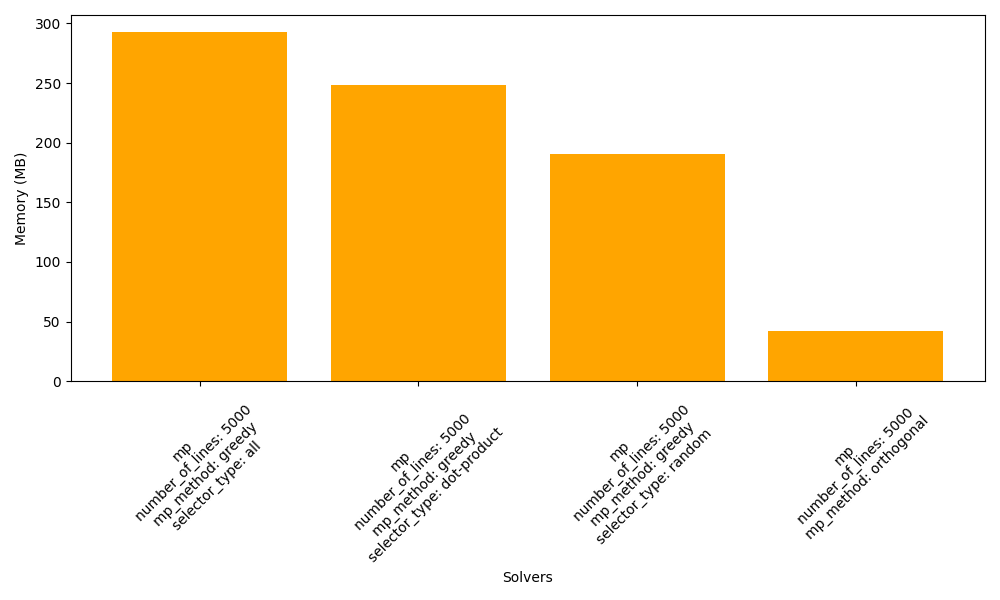 300
250
200
150
100
50
0
Memory (MB)
mp
number_of_lines: 5000
mp_method: greedy
selector_type: all
mp
number_of_lines: 5000
mp_method: greedy
selector_type: dot-product
mp
number_of_lines: 5000
mp_method: greedy
selector_type: random
mp
number_of_lines: 5000
mp_method: orthogonal
Solvers